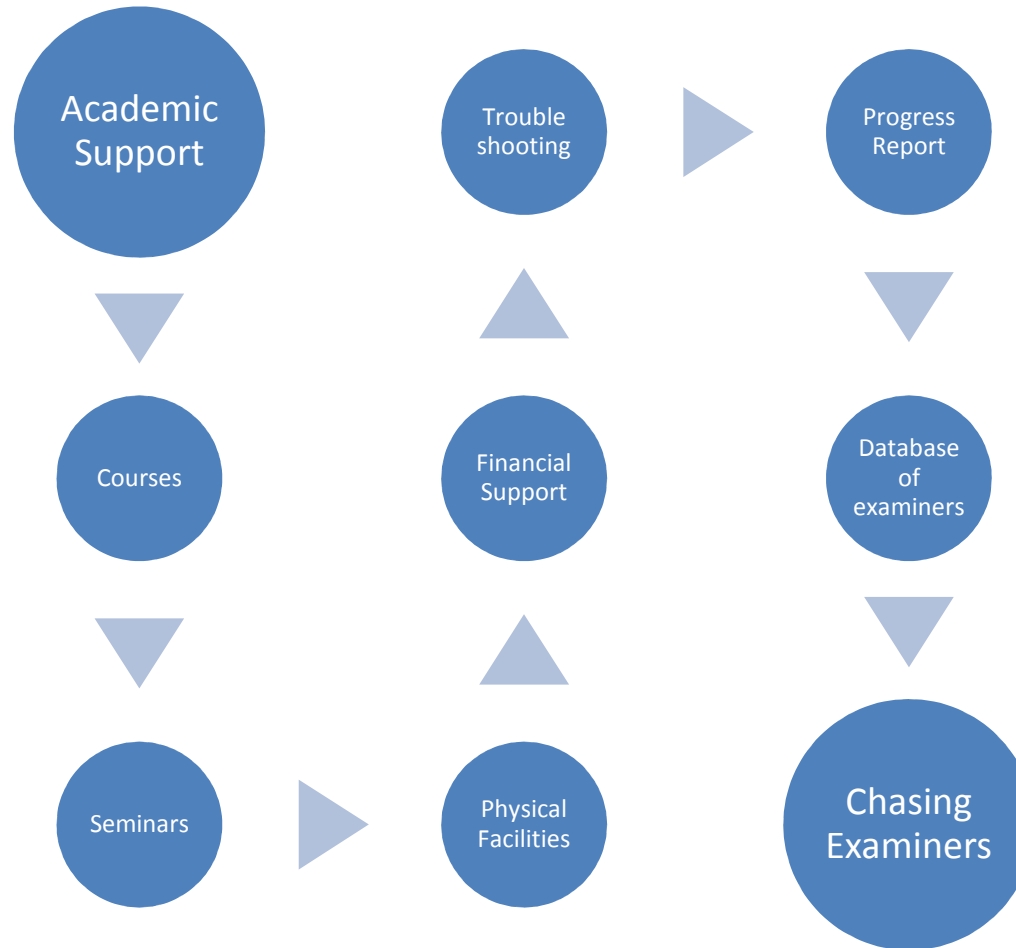 Academic
Support
Courses
Seminars
Physical
Facilities
Financial
Support
Trouble
shooting
Progress
Report
Database
of
examiners
Chasing
Examiners